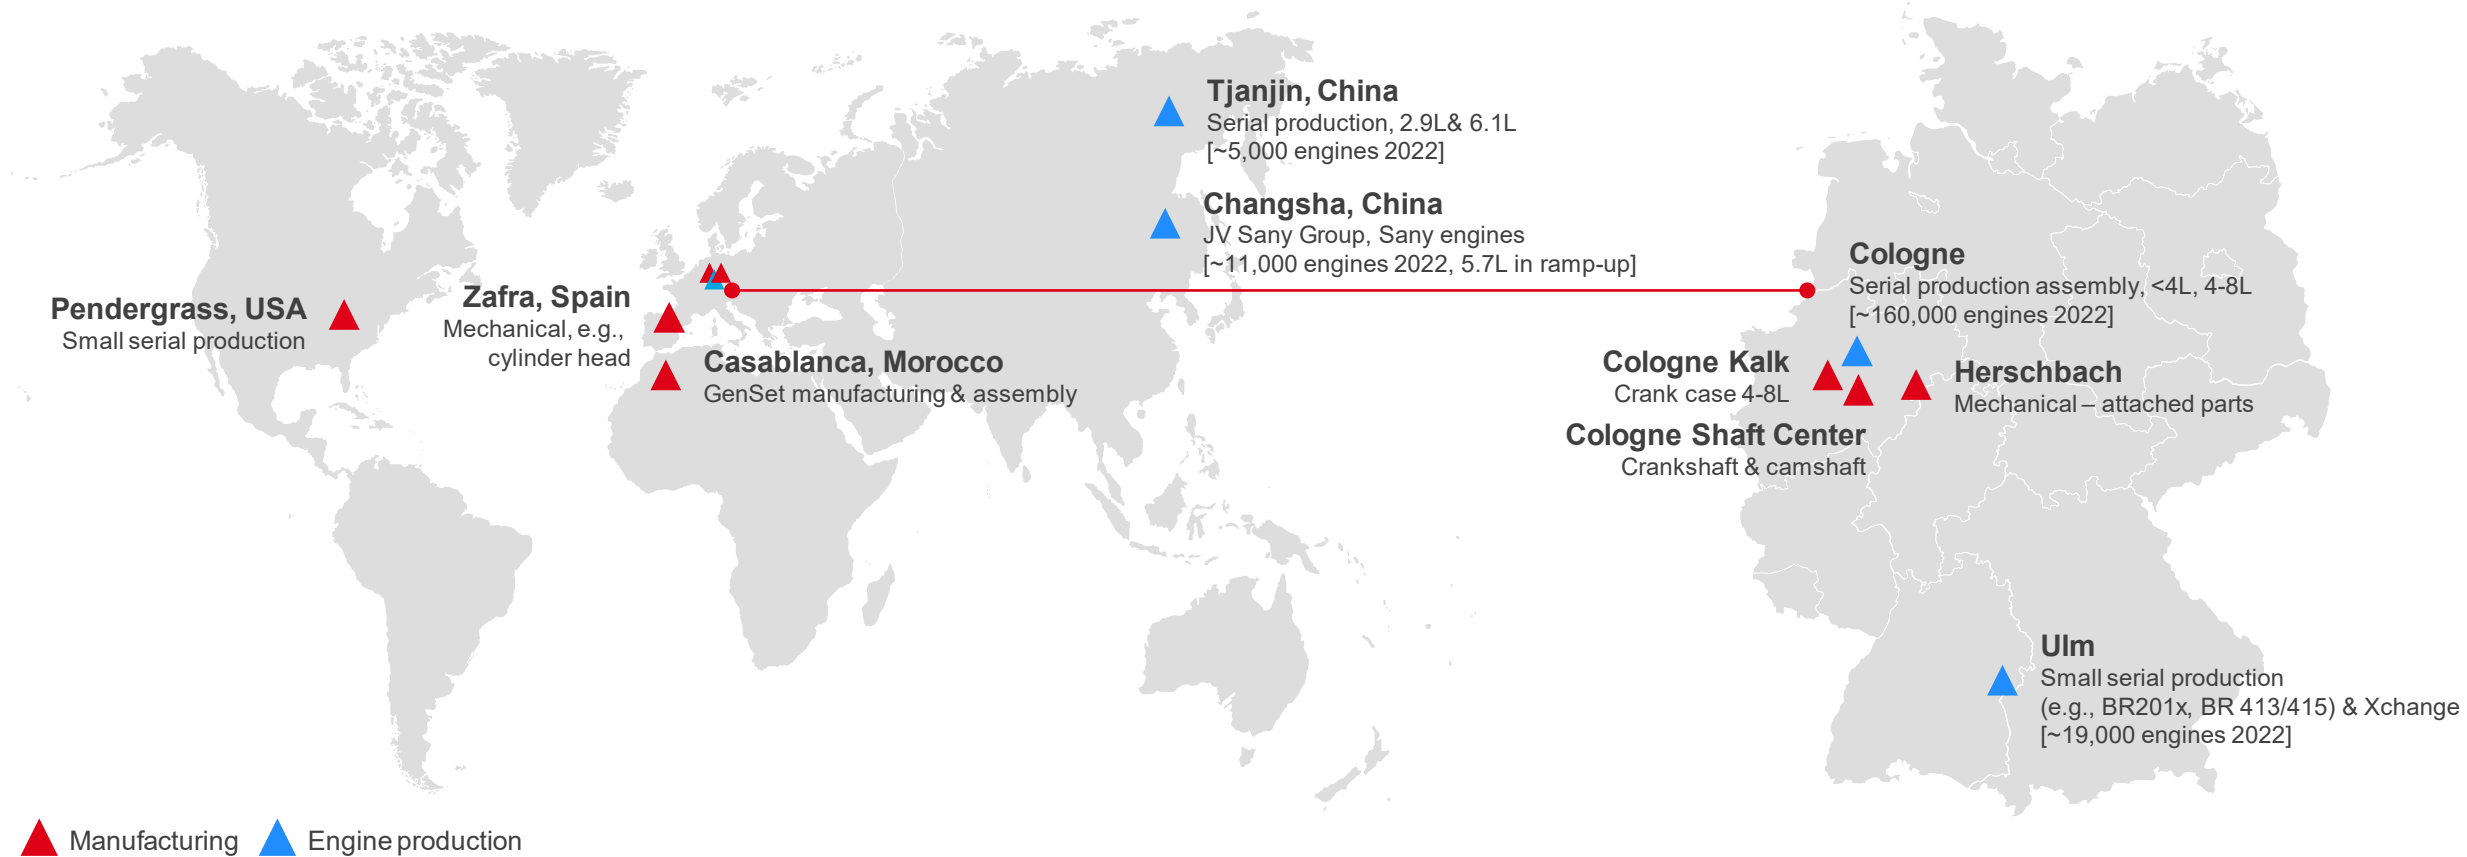 Tjanjin, China
Serial production, 2.9L& 6.1L
[~5,000 engines 2022]
Changsha, China
JV Sany Group, Sany engines
[~11,000 engines 2022, 5.7L in ramp-up]
Pendergrass, USA
Small serial production
Zafra, Spain
Mechanical, e.g.,
cylinder head
Casablanca, Morocco
GenSet manufacturing & assembly
Cologne
Serial production assembly, <4L, 4-8L
[~160,000 engines 2022]
Cologne Kalk
Crank case 4-8L
Herschbach
Mechanical – attached parts
Cologne Shaft Center
Crankshaft & camshaft
Ulm
Small serial production
(e.g., BR201x, BR 413/415) & Xchange
[~19,000 engines 2022]
Manufacturing
Engine production